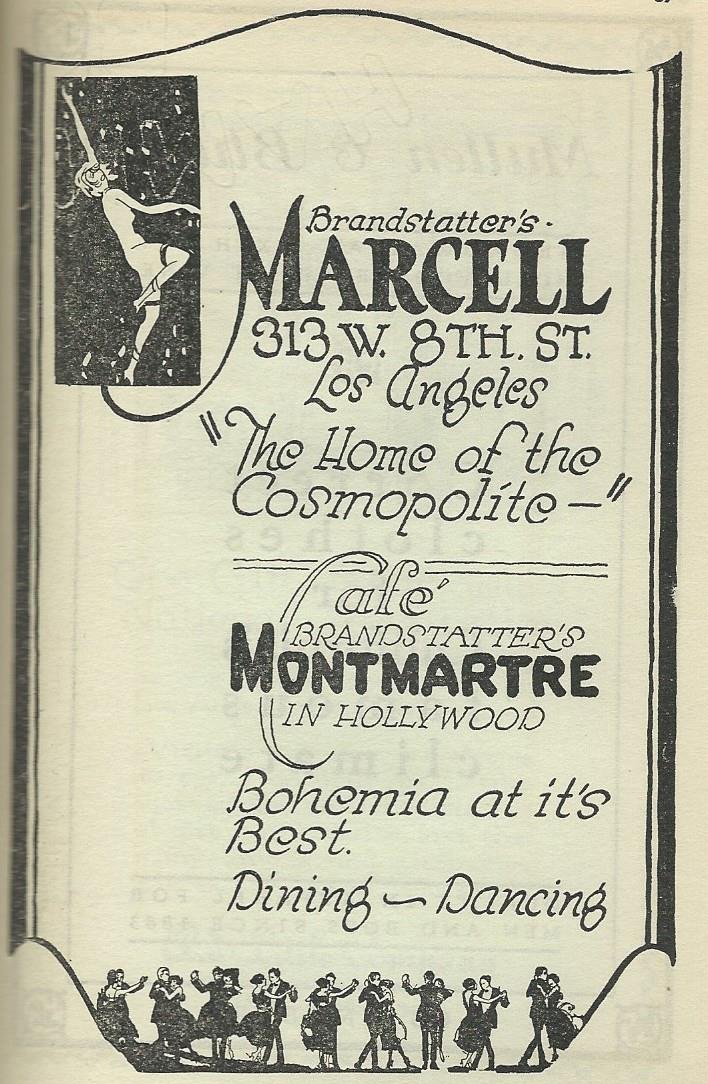 Brandstatter's
MARCELL
313 W. 8TH. ST.
Los Angeles
"The Home of the
Cosmopolite—"
Café
BRANDSTATTER'S
MONTMARTRE
IN HOLLYWOOD
Bohemia at it's
Best.
Dining — Dancing